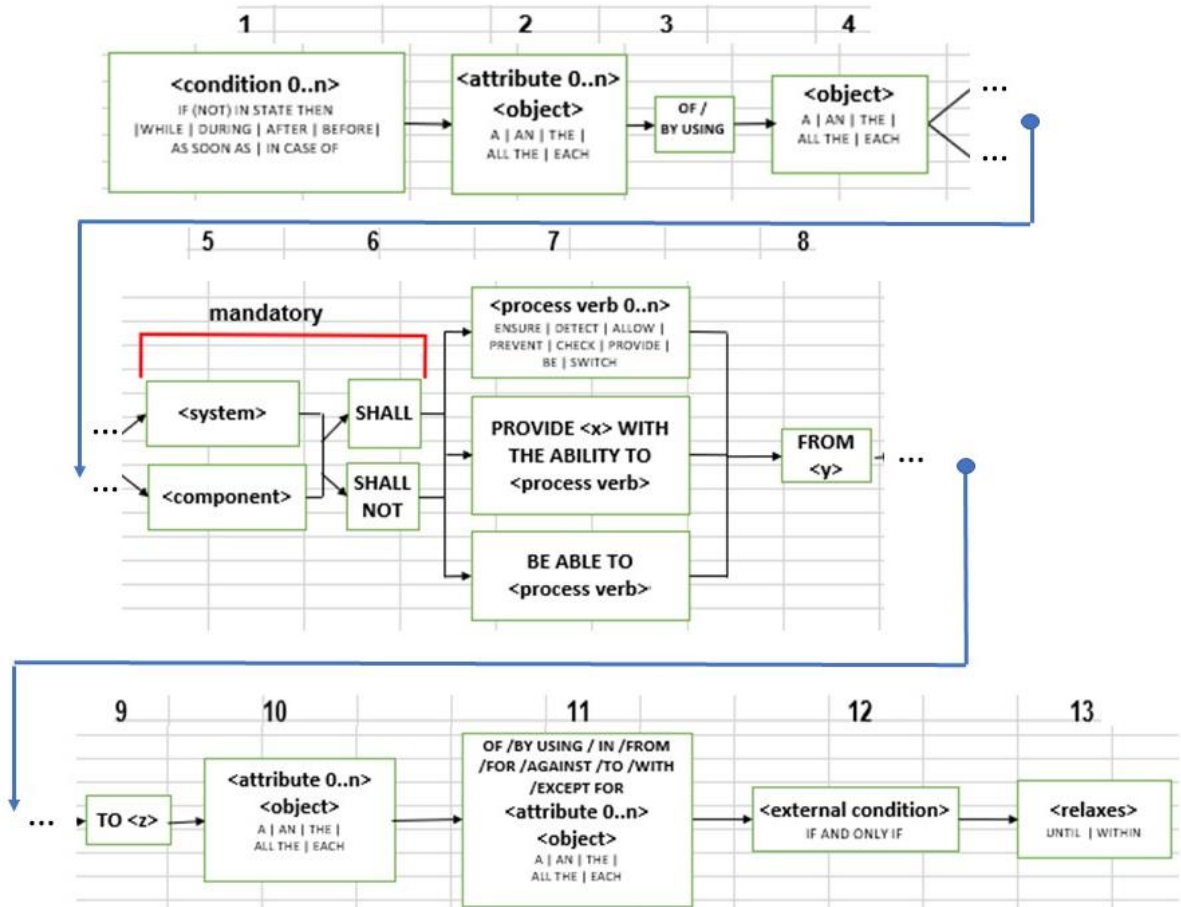 1 2 3 4
<condition 0..n>
IF (NOT) IN STATE THEN
|WHILE | DURING | AFTER | BEFORE|
AS SOON AS | IN CASE OF
<attribute 0..n>
<object>
A | AN | THE |
ALL THE | EACH
OF /
BY USING
<object>
A | AN | THE |
ALL THE | EACH
...
...
5 6 7 8
mandatory
...
...
<system>
<component>
SHALL
SHALL
NOT
<process verb 0..n>
ENSURE | DETECT | ALLOW |
PREVENT | CHECK | PROVIDE |
BE | SWITCH
PROVIDE <x> WITH
THE ABILITY TO
<process verb>
BE ABLE TO
<process verb>
FROM
<y>
...
9 10 11 12 13
...
TO <z>
<attribute 0..n>
<object>
A | AN | THE |
ALL THE | EACH
OF /BY USING / IN /FROM
/FOR /AGAINST /TO /WITH
/EXCEPT FOR
<attribute 0..n>
<object>
A | AN | THE |
ALL THE | EACH
<external condition>
IF AND ONLY IF
<relaxes>
UNTIL | WITHIN